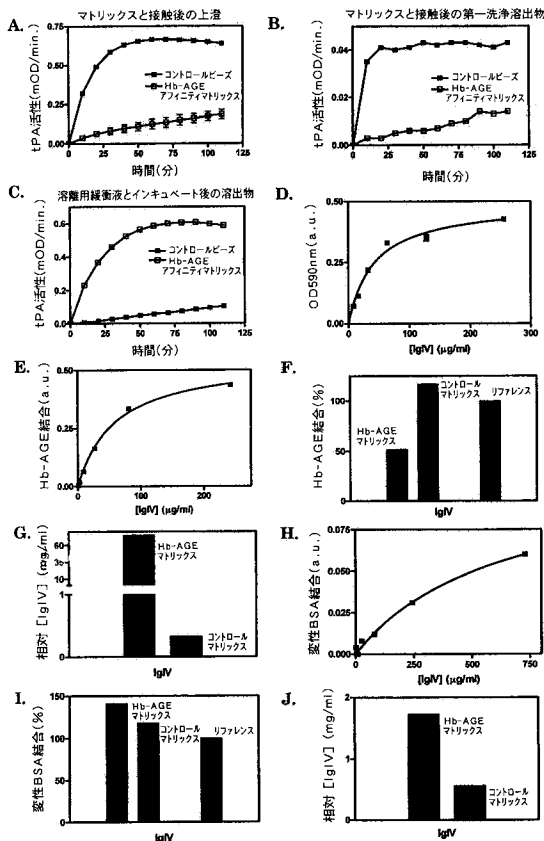 A.
マトリックスと接触後の上澄
tPA活性(mOD/min.)
0.75
0.50
0.25
0.00
コントロールビーズ
Hb-AGE
アフィニティマトリックス
0 25 50 75 100 125
時間(分)
B.
マトリックスと接触後の第一洗浄溶出物
tPA活性(mOD/min.)
0.04
0.02
0.00
コントロールビーズ
Hb-AGE
アフィニティマトリックス
0 25 50 75 100 125
時間(分)
C.
溶離用緩衝液とインキュベート後の溶出物
tPA活性(mOD/min.)
0.6
0.4
0.2
0.0
コントロールビーズ
Hb-AGE
アフィニティマトリックス
0 25 50 75 100 125
時間(分)
D.
OD590nm(a.u.)
0.50
0.25
0.00
0 100 200 300
[IgIV] (µg/ml)
E.
Hb-AGE結合(a.u.)
0.50
0.25
0.00
0 100 200
[IgIV] (µg/ml)
F.
Hb-AGE結合(%)
100
50
0
Hb-AGE
マトリックス
コントロール
マトリックス
リファレンス
IgIV
G.
相対 [IgIV] (mg/ml)
60
30
1
0
Hb-AGE
マトリックス
コントロール
マトリックス
IgIV
H.
変性BSA結合(a.u.)
0.075
0.050
0.025
0.000
0 250 500 750
[IgIV] (µg/ml)
I.
変性BSA結合(%)
150
100
50
0
Hb-AGE
マトリックス
コントロール
マトリックス
リファレンス
IgIV
J.
相対 [IgIV] (mg/ml)
2
1
0
Hb-AGE
マトリックス
コントロール
マトリックス
IgIV